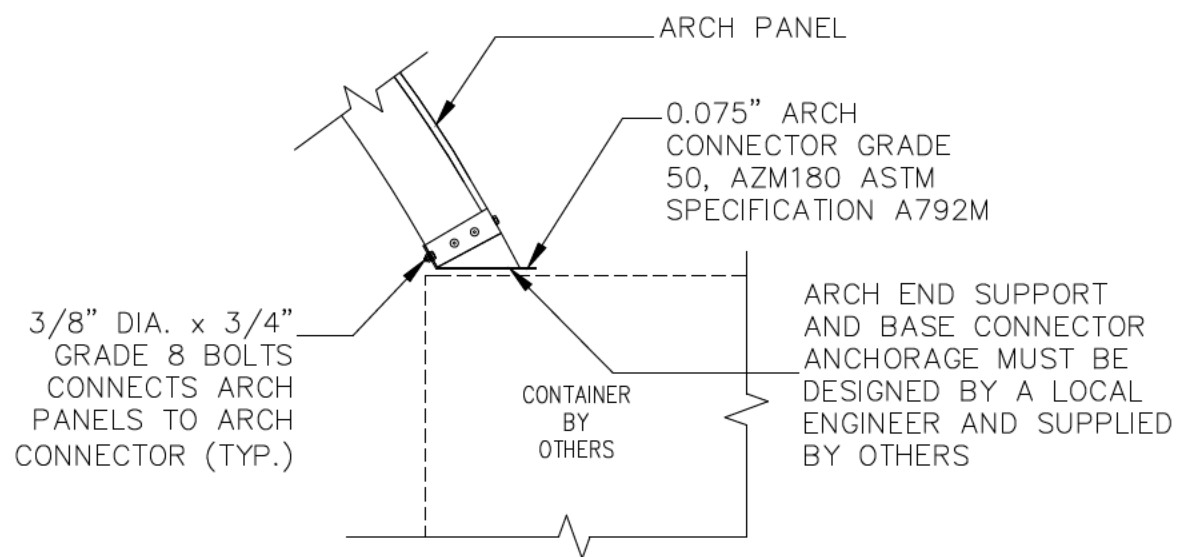 ARCH PANEL
0.075" ARCH
CONNECTOR GRADE
50, AZM180 ASTM
SPECIFICATION A792M
3/8" DIA. x 3/4"
GRADE 8 BOLTS
CONNECTS ARCH
PANELS TO ARCH
CONNECTOR (TYP.)
CONTAINER
BY
OTHERS
ARCH END SUPPORT
AND BASE CONNECTOR
ANCHORAGE MUST BE
DESIGNED BY A LOCAL
ENGINEER AND SUPPLIED
BY OTHERS